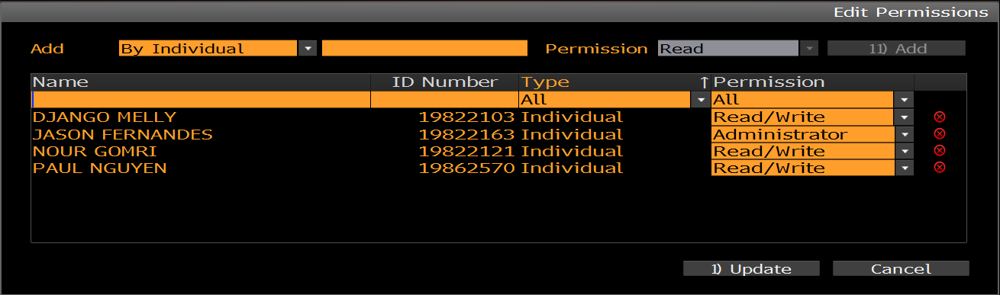 Edit Permissions
Add By Individual Permission Read 11) Add
Name ID Number Type ↑ Permission
All All
DJANGO MELLY 19822103 Individual Read/Write
JASON FERNANDES 19822163 Individual Administrator
NOUR GOMRI 19822121 Individual Read/Write
PAUL NGUYEN 19862570 Individual Read/Write
1) Update Cancel